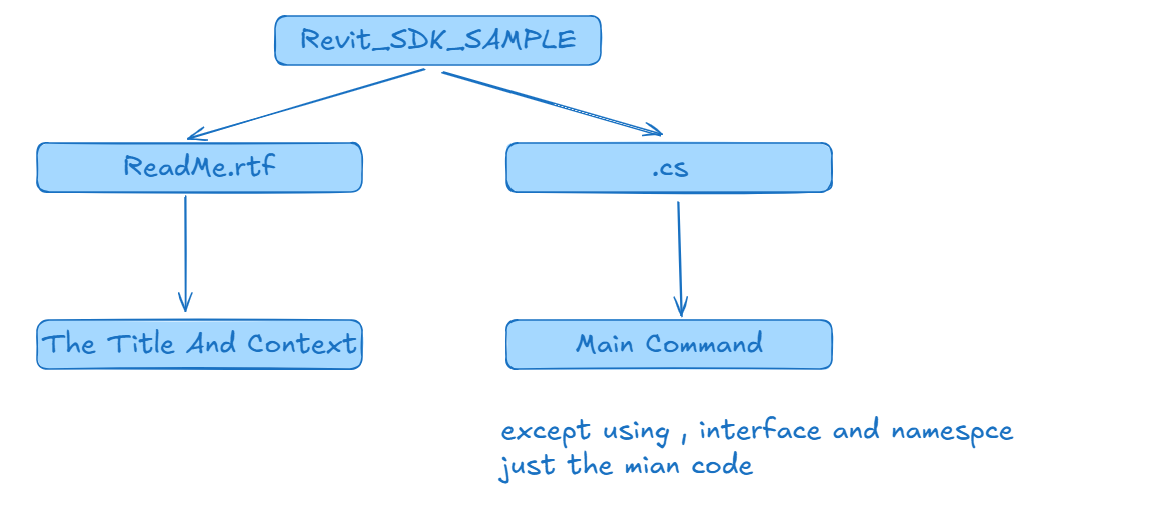 Revit_SDK_SAMPLE
ReadMe.rtf
.cs
The Title And Context
Main Command
except using , interface and namespce
just the mian code